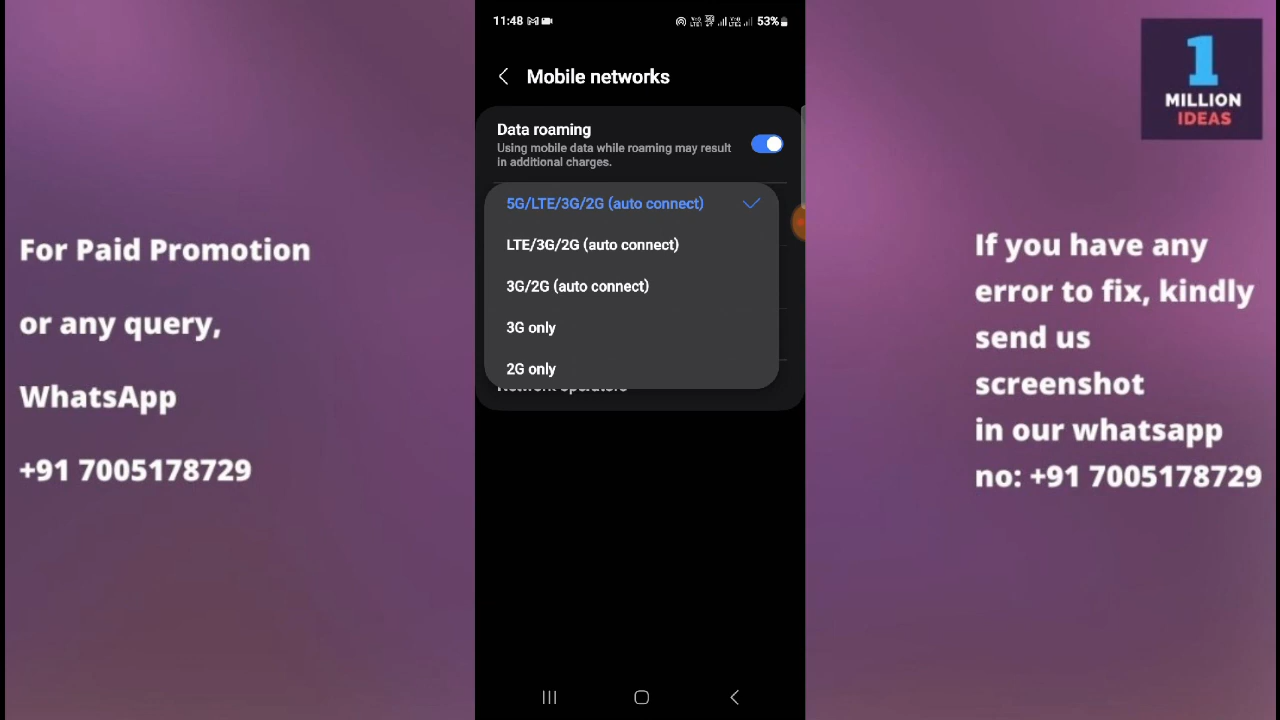 For Paid Promotion
or any query,
WhatsApp
+91 7005178729
11:48
53%
Mobile networks
Data roaming
Using mobile data while roaming may result
in additional charges.
5G/LTE/3G/2G (auto connect)
LTE/3G/2G (auto connect)
3G/2G (auto connect)
3G only
2G only
Network operators
1
MILLION
IDEAS
If you have any
error to fix, kindly
send us
screenshot
in our whatsapp
no: +91 7005178729